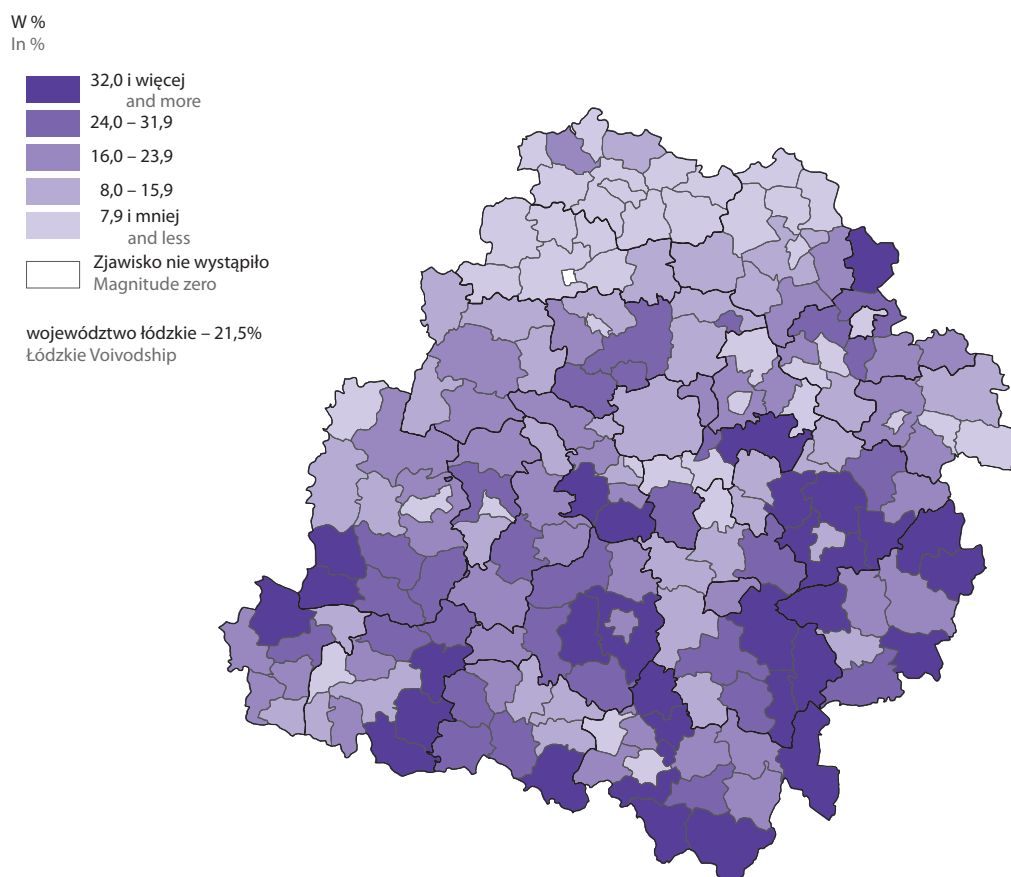 W %
In %
32,0 i więcej
and more
24,0 – 31,9
16,0 – 23,9
8,0 – 15,9
7,9 i mniej
and less
Zjawisko nie wystąpiło
Magnitude zero
województwo łódzkie – 21,5%
Łódzkie Voivodship